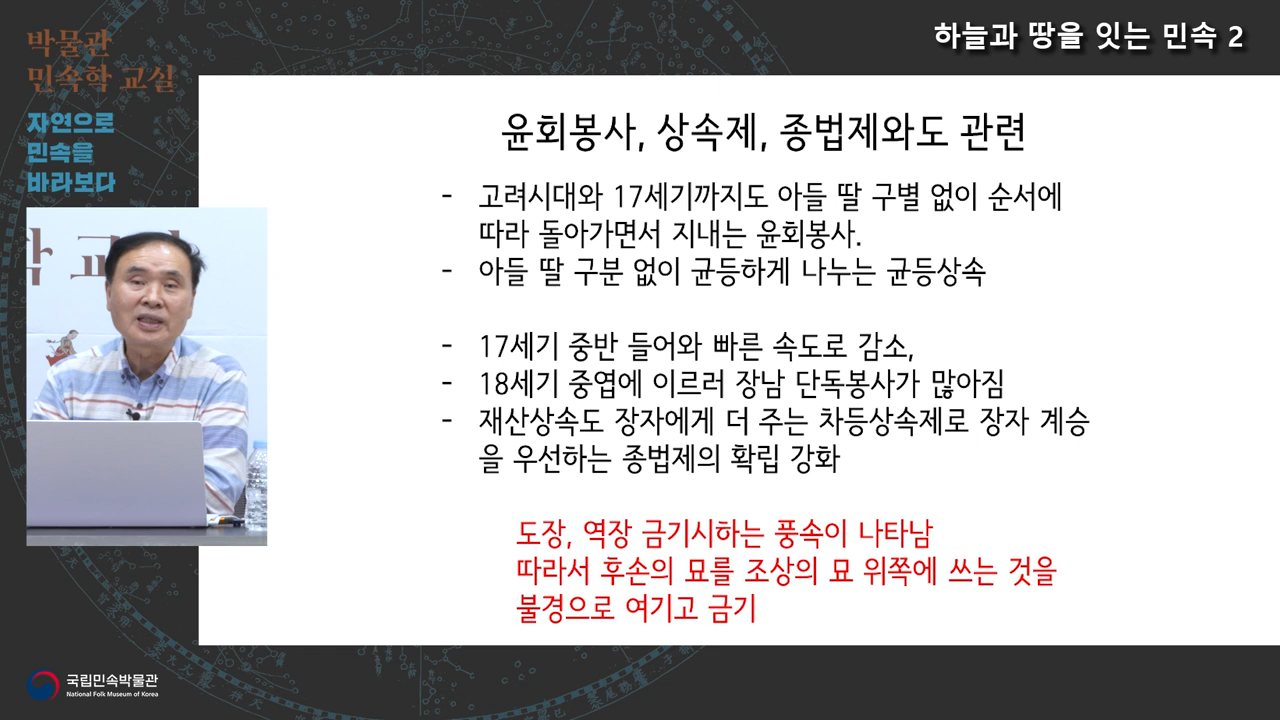 하늘과 땅을 잇는 민속 2
박물관
민속학 교실
자연으로
민속을
바라보다
윤회봉사, 상속제, 종법제와도 관련
- 고려시대와 17세기까지도 아들 딸 구별 없이 순서에
따라 돌아가면서 지내는 윤회봉사.
- 아들 딸 구분 없이 균등하게 나누는 균등상속
- 17세기 중반 들어와 빠른 속도로 감소,
- 18세기 중엽에 이르러 장남 단독봉사가 많아짐
- 재산상속도 장자에게 더 주는 차등상속제로 장자 계승
을 우선하는 종법제의 확립 강화
도장, 역장 금기시하는 풍속이 나타남
따라서 후손의 묘를 조상의 묘 위쪽에 쓰는 것을
불경으로 여기고 금기
국립민속박물관
National Folk Museum of Korea